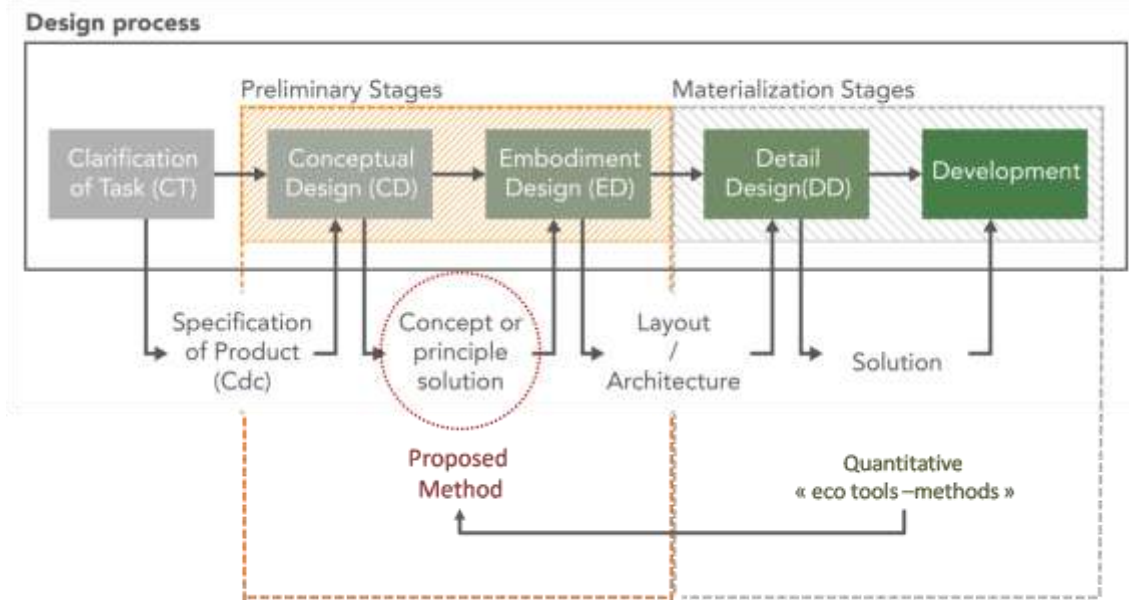 Design process
Preliminary Stages
Materialization Stages
Clarification
of Task (CT)
Conceptual
Design (CD)
Embodiment
Design (ED)
Detail
Design(DD)
Development
Specification
of Product
(Cdc)
Concept or
principle
solution
Layout
/
Architecture
Solution
Proposed
Method
Quantitative
« eco tools –methods »